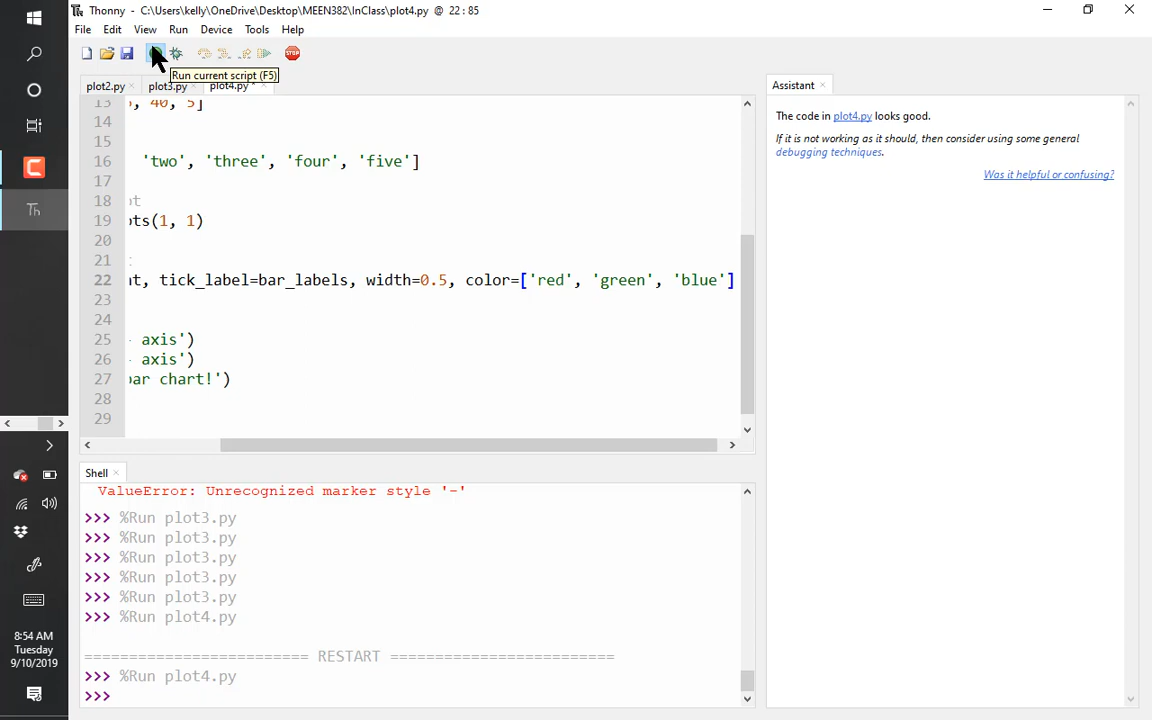 Thonny - C:\Users\kelly\OneDrive\Desktop\MEEN382\InClass\plot4.py @ 22 : 85
File Edit View Run Device Tools Help
STOP
Run current script (F5)
plot2.py × plot3.py × plot4.py * ×
13 , 40, 5]
14
15
16 'two', 'three', 'four', 'five']
17
18 ot
19 ots(1, 1)
20
21
22 nt, tick_label=bar_labels, width=0.5, color=['red', 'green', 'blue']
23
24
25 - axis')
26 - axis')
27 bar chart!')
28
29
Assistant ×
The code in plot4.py looks good.
If it is not working as it should, then consider using some general
debugging techniques.
Was it helpful or confusing?
Shell ×
ValueError: Unrecognized marker style '-'
>>> %Run plot3.py
>>> %Run plot3.py
>>> %Run plot3.py
>>> %Run plot3.py
>>> %Run plot3.py
>>> %Run plot4.py
======================== RESTART ========================
>>> %Run plot4.py
>>>
Th
8:54 AM
Tuesday
9/10/2019